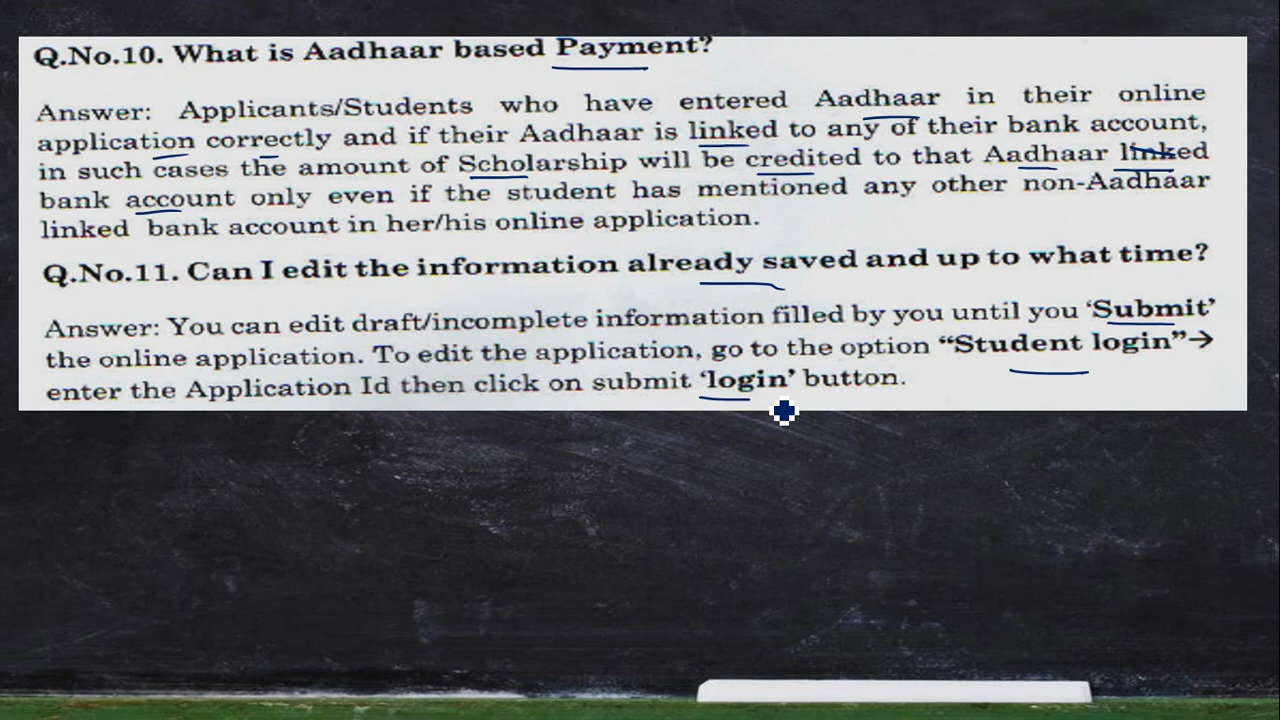 Q.No.10. What is Aadhaar based Payment?
Answer: Applicants/Students who have entered Aadhaar in their online
application correctly and if their Aadhaar is linked to any of their bank account,
in such cases the amount of Scholarship will be credited to that Aadhaar linked
bank account only even if the student has mentioned any other non-Aadhaar
linked bank account in her/his online application.
Q.No.11. Can I edit the information already saved and up to what time?
Answer: You can edit draft/incomplete information filled by you until you ‘Submit’
the online application. To edit the application, go to the option “Student login”→
enter the Application Id then click on submit ‘login’ button.